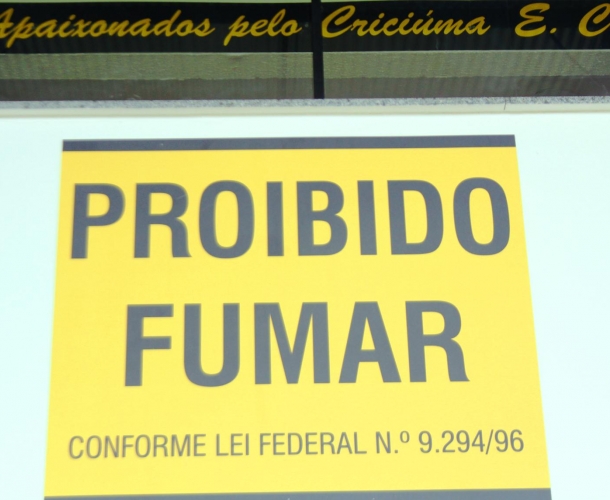 Apaixonados pelo Criciúma E. C
PROIBIDO
FUMAR
CONFORME LEI FEDERAL N.º 9.294/96